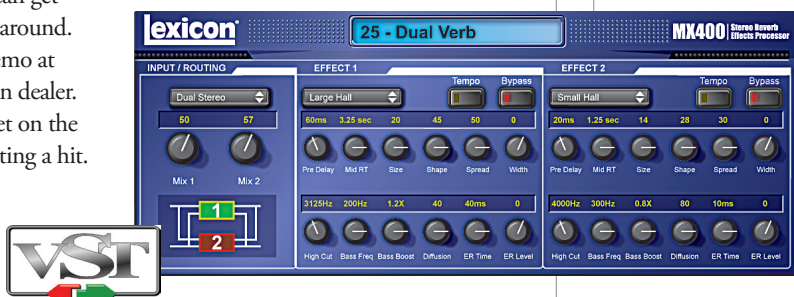 an get
around.
emo at
n dealer.
et on the
ting a hit.
lexicon
25 - Dual Verb
MX400 Stereo Reverb Effects Processor
INPUT / ROUTING
EFFECT 1
EFFECT 2
Dual Stereo
Large Hall
Tempo Bypass
Small Hall
Tempo Bypass
50 57
60ms 3.25 sec 20 45 50 0
20ms 1.25 sec 14 28 30 0
Mix 1 Mix 2
Pre Delay Mid RT Size Shape Spread Width
Pre Delay Mid RT Size Shape Spread Width
1
2
3125Hz 200Hz 1.2X 40 40ms 0
4000Hz 300Hz 0.8X 80 10ms 0
High Cut Bass Freq Bass Boost Diffusion ER Time ER Level
High Cut Bass Freq Bass Boost Diffusion ER Time ER Level
VST